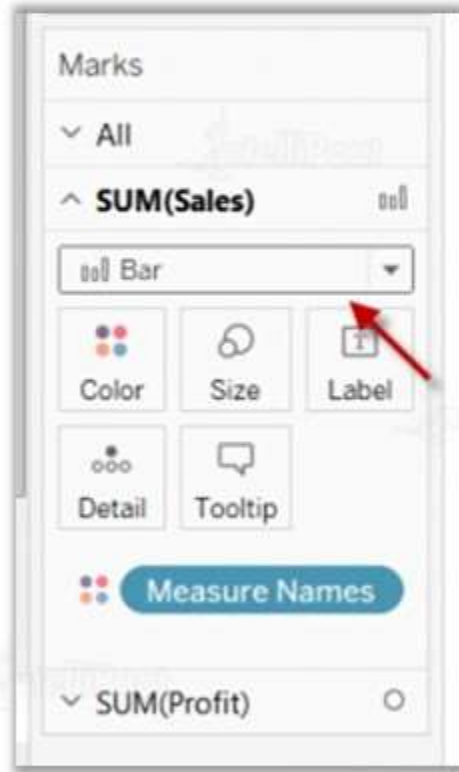 Marks
All
SUM(Sales)
Bar
Color Size Label
Detail Tooltip
Measure Names
SUM(Profit)